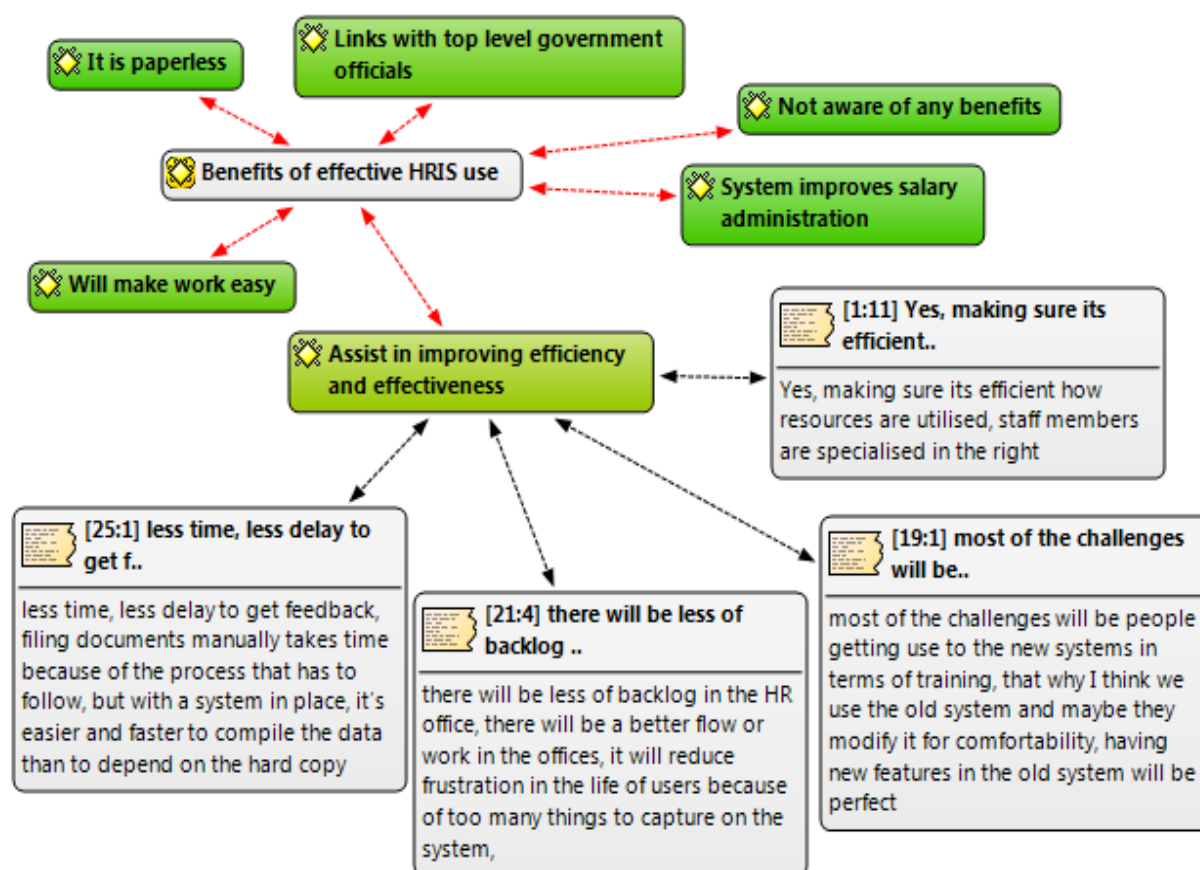 It is paperless
Links with top level government
officials
Not aware of any benefits
Benefits of effective HRIS use
System improves salary
administration
Will make work easy
Assist in improving efficiency
and effectiveness
[1:11] Yes, making sure its
efficient..
Yes, making sure its efficient how
resources are utilised, staff members
are specialised in the right
[25:1] less time, less delay to
get f..
less time, less delay to get feedback,
filing documents manually takes time
because of the process that has to
follow, but with a system in place, it's
easier and faster to compile the data
than to depend on the hard copy
[21:4] there will be less of
backlog ..
there will be less of backlog in the HR
office, there will be a better flow or
work in the offices, it will reduce
frustration in the life of users because
of too many things to capture on the
system,
[19:1] most of the challenges
will be..
most of the challenges will be people
getting use to the new systems in
terms of training, that why I think we
use the old system and maybe they
modify it for comfortability, having
new features in the old system will be
perfect